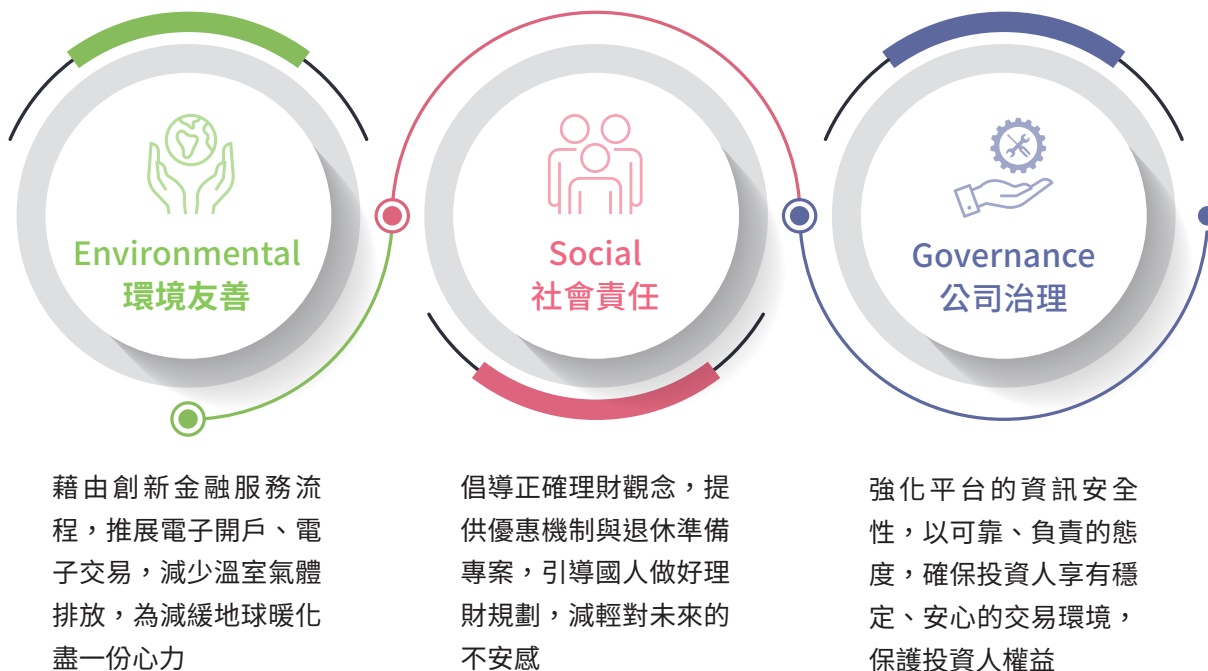 Environmental
環境友善
藉由創新金融服務流
程，推展電子開戶、電
子交易，減少溫室氣體
排放，為減緩地球暖化
盡一份心力
Social
社會責任
倡導正確理財觀念，提
供優惠機制與退休準備
專案，引導國人做好理
財規劃，減輕對未來的
不安感
Governance
公司治理
強化平台的資訊安全
性，以可靠、負責的態
度，確保投資人享有穩
定、安心的交易環境，
保護投資人權益